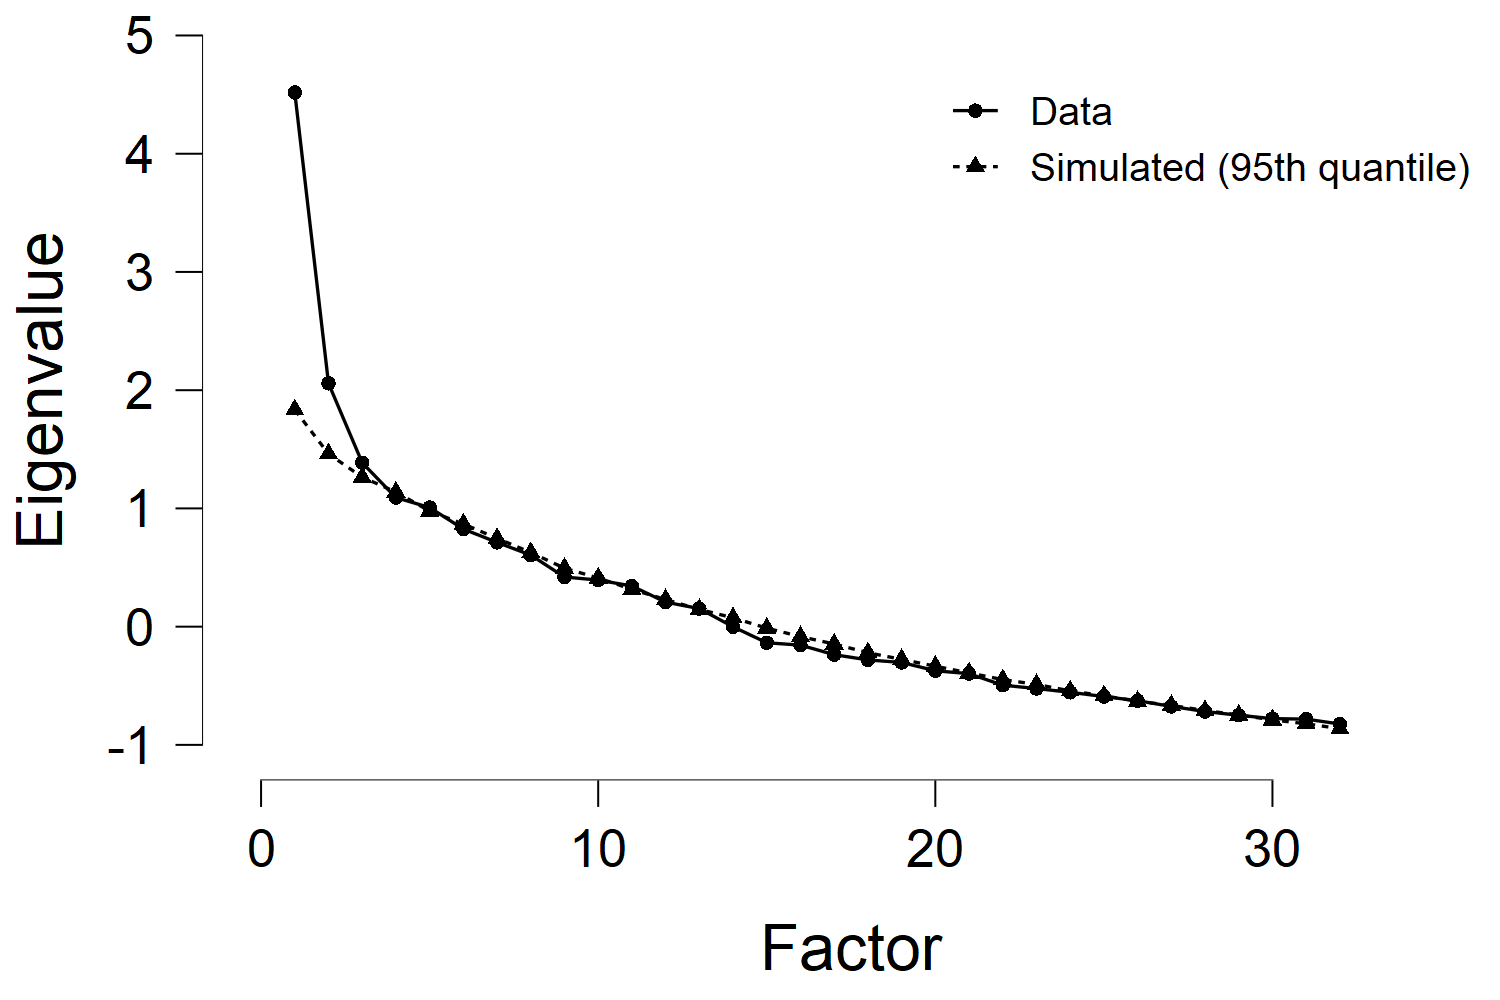 5
4
3
2
1
0
-1
Eigenvalue
Data
Simulated (95th quantile)
0 10 20 30
Factor